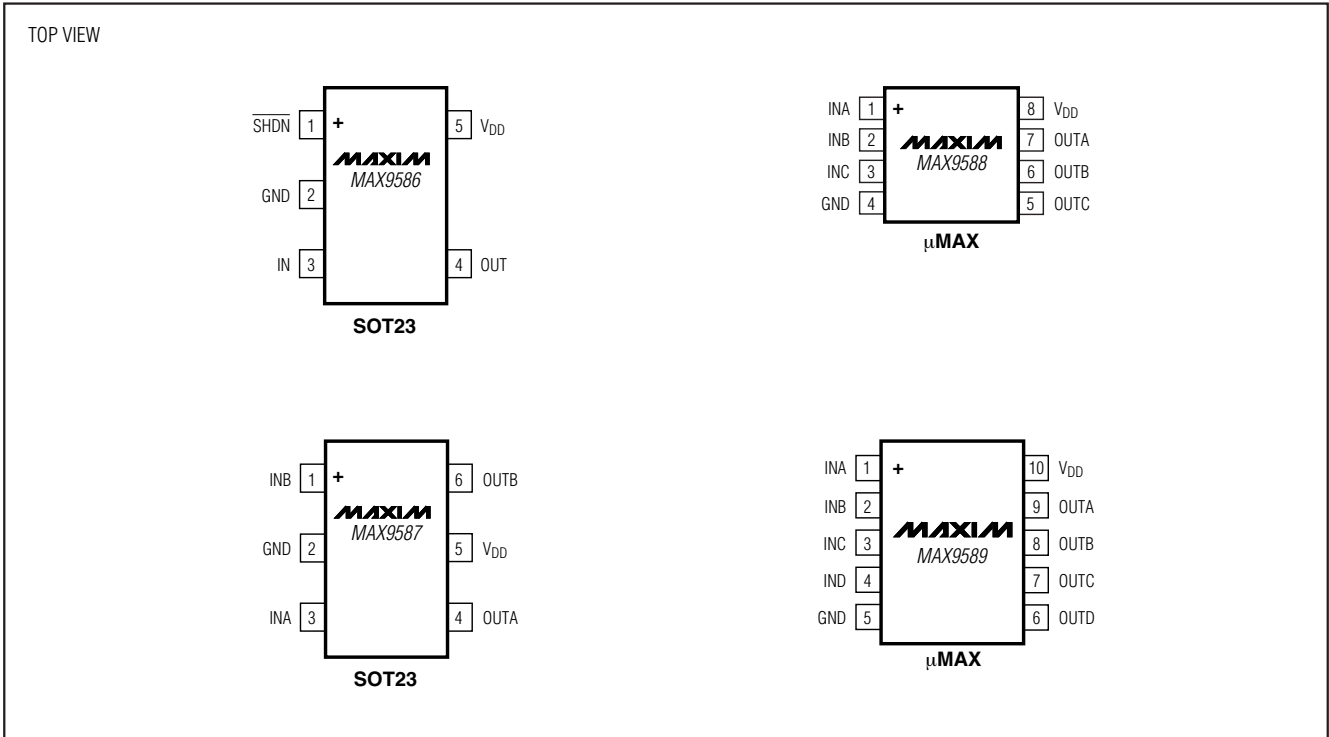 TOP VIEW
SHDN 1 + 5 VDD
MAXIM
MAX9586
GND 2
IN 3 4 OUT
SOT23
INA 1 + 8 VDD
INB 2 MAXIM 7 OUTA
INC 3 MAX9588 6 OUTB
GND 4 5 OUTC
µMAX
INB 1 + 6 OUTB
MAXIM
MAX9587
GND 2 5 VDD
INA 3 4 OUTA
SOT23
INA 1 + 10 VDD
INB 2 9 OUTA
MAXIM
INC 3 8 OUTB
MAX9589
IND 4 7 OUTC
GND 5 6 OUTD
µMAX